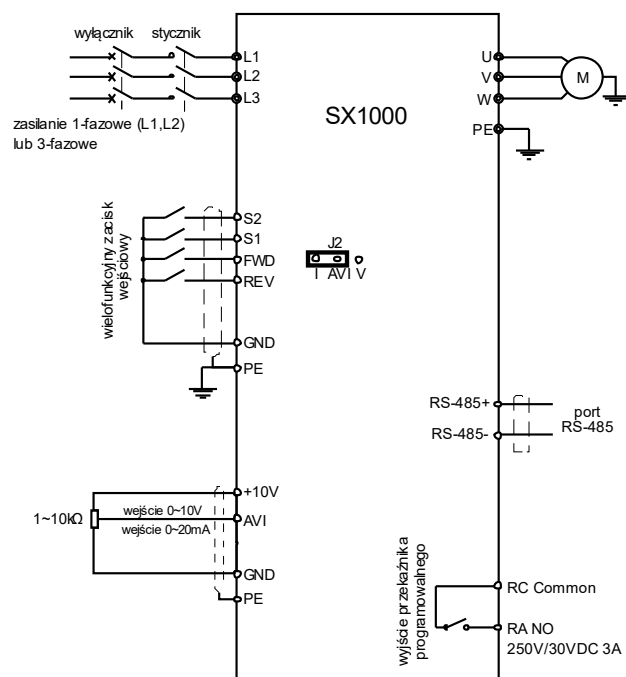 wyłącznik stycznik
L1
L2
L3
zasilanie 1-fazowe (L1,L2)
lub 3-fazowe
SX1000
U
V
W
PE
M
wielofunkcyjny zacisk
wejściowy
S2
S1
FWD
REV
GND
PE
J2
I AVI V
RS-485+
RS-485-
port
RS-485
+10V
wejście 0~10V
1~10kΩ
AVI
wejście 0~20mA
GND
PE
wyjście przekaźnika
programowalnego
RC Common
RA NO
250V/30VDC 3A